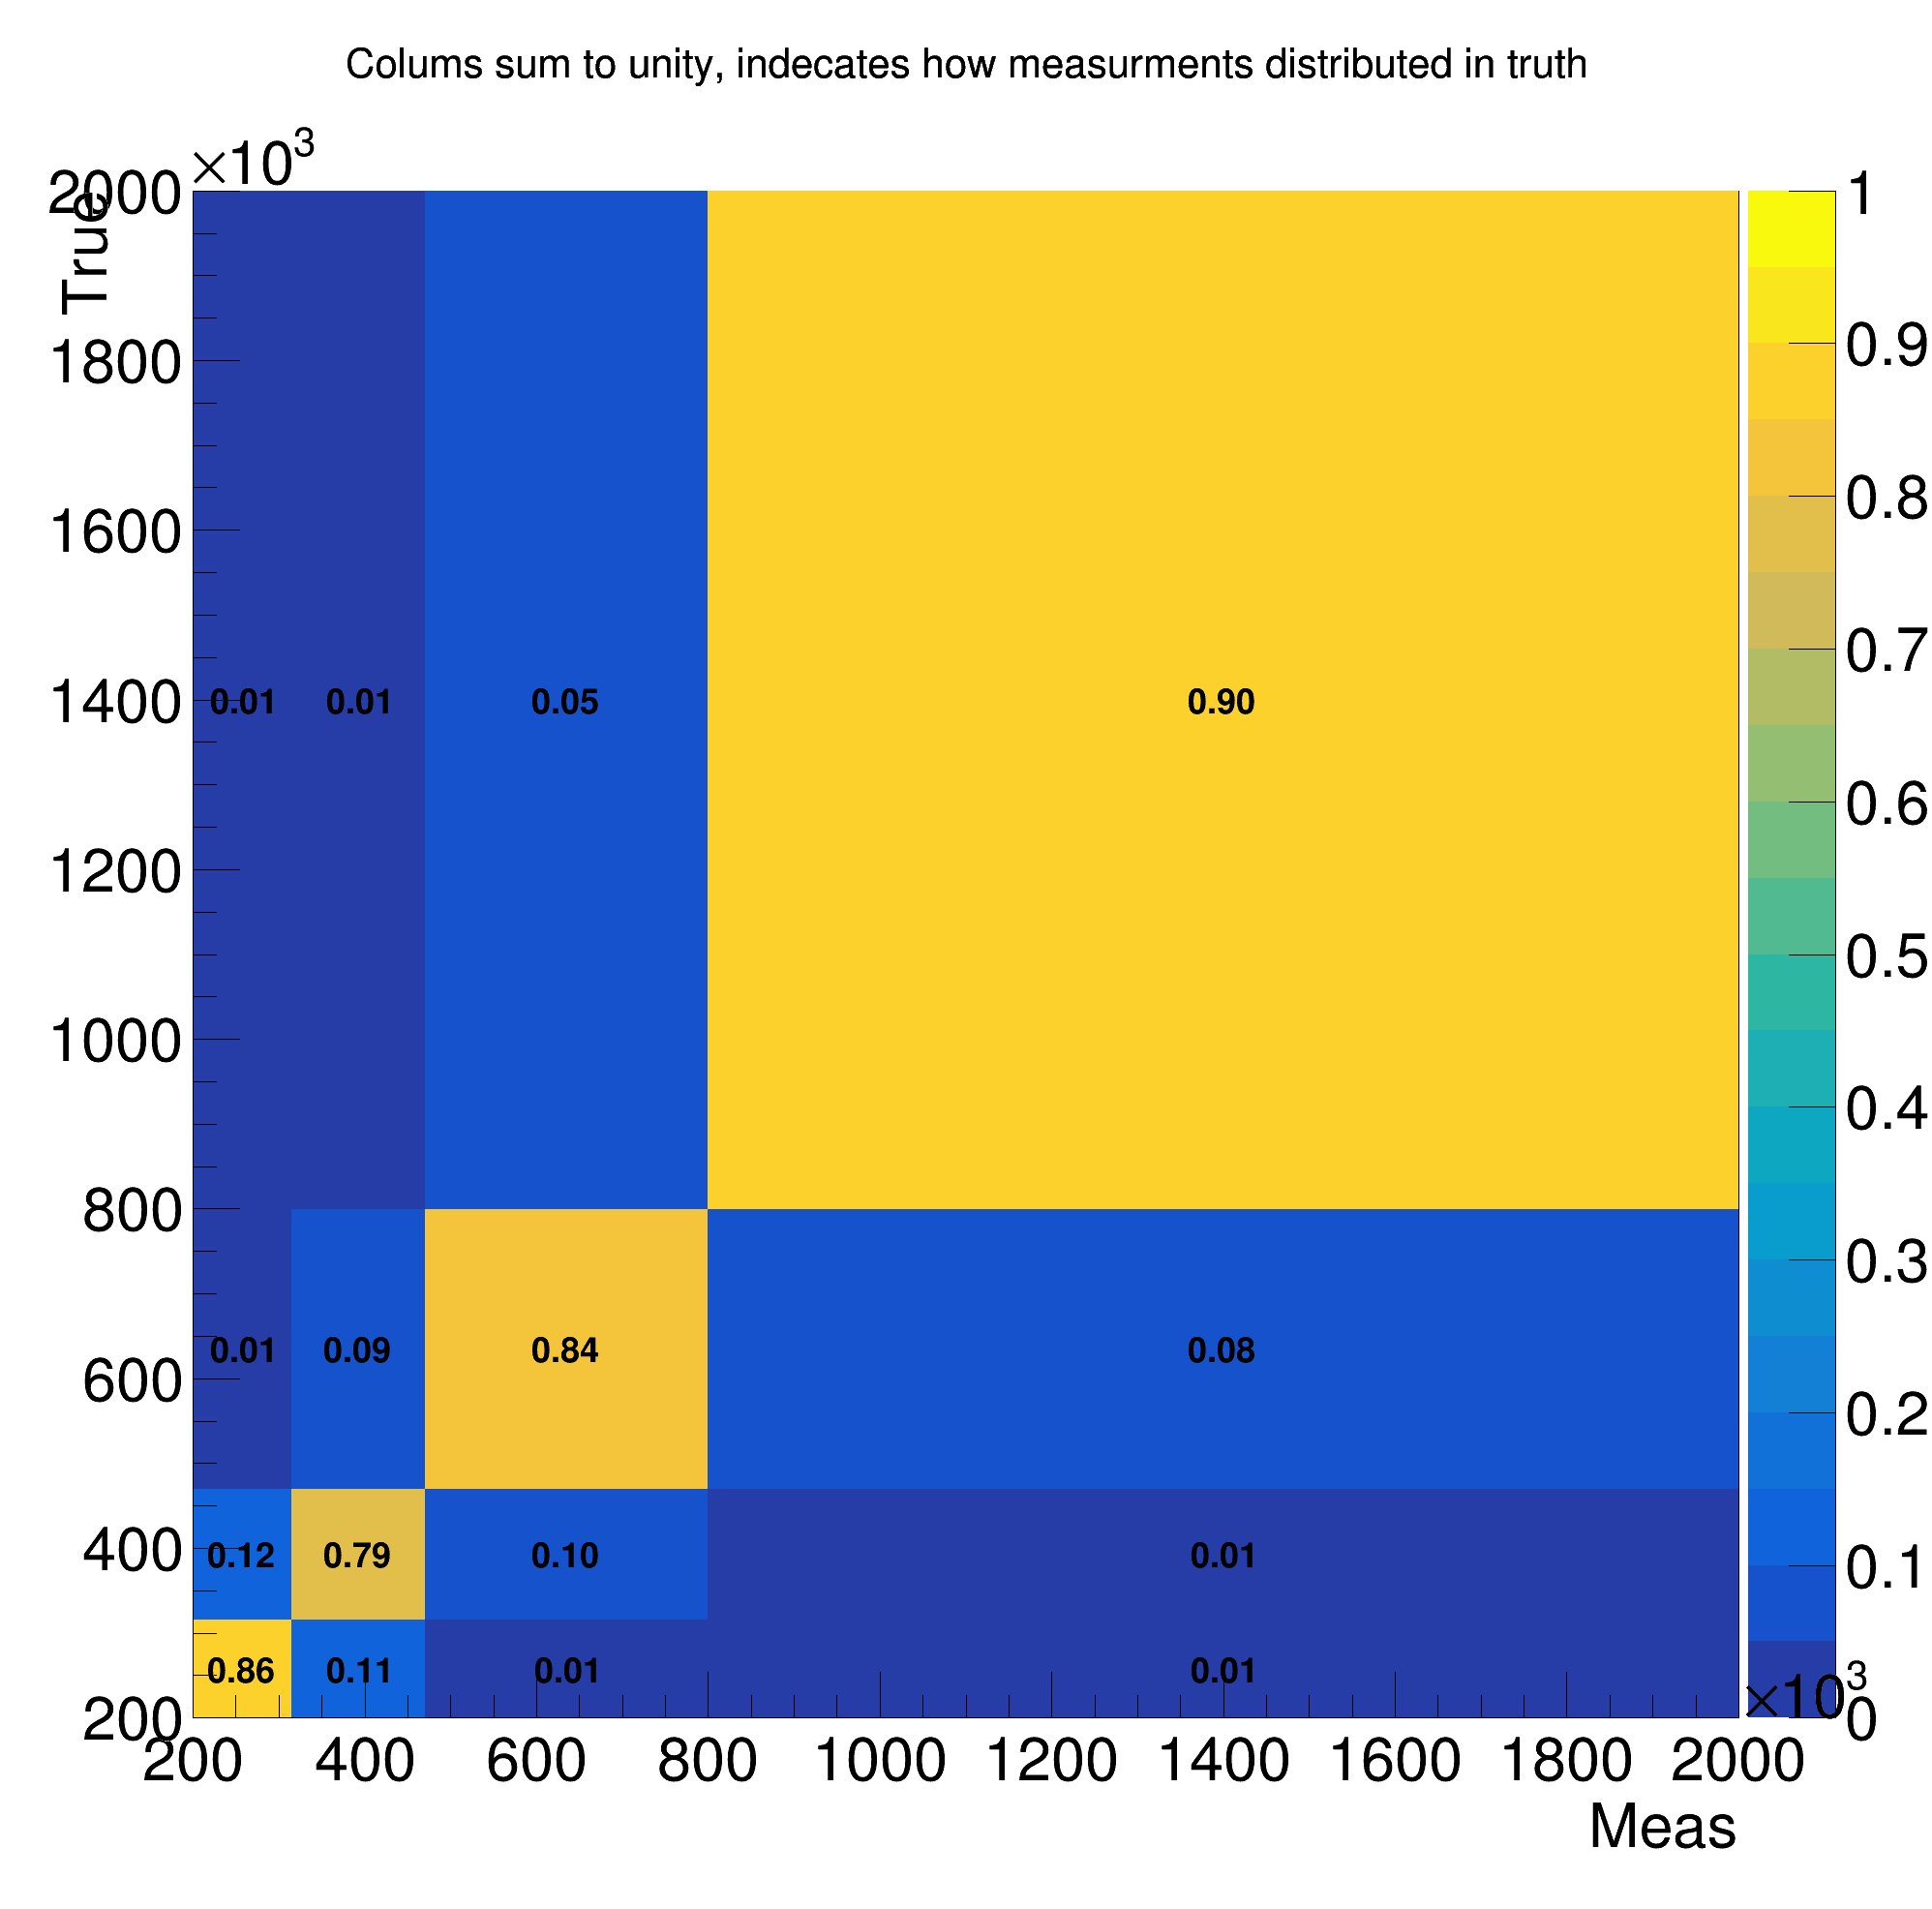 Colums sum to unity, indecates how measurments distributed in truth
×10³
2000
1800
1600
1400
1200
1000
800
600
400
200
True
0.01 0.01 0.05 0.90
0.01 0.09 0.84 0.08
0.12 0.79 0.10 0.01
0.86 0.11 0.01 0.01
1
0.9
0.8
0.7
0.6
0.5
0.4
0.3
0.2
0.1
0
×10³
200 400 600 800 1000 1200 1400 1600 1800 2000
Meas